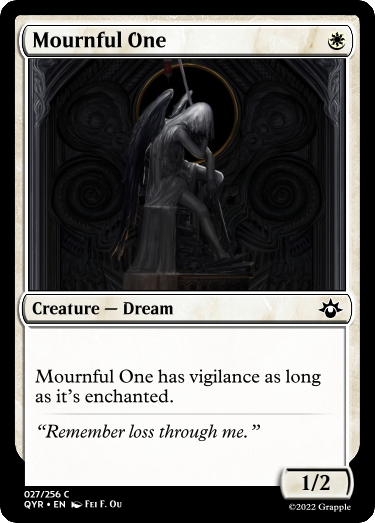 Mournful One
Creature — Dream
Mournful One has vigilance as long
as it's enchanted.
“Remember loss through me.”
1/2
027/256 C
QYR • EN Fei F. Ou
©2022 Grapple